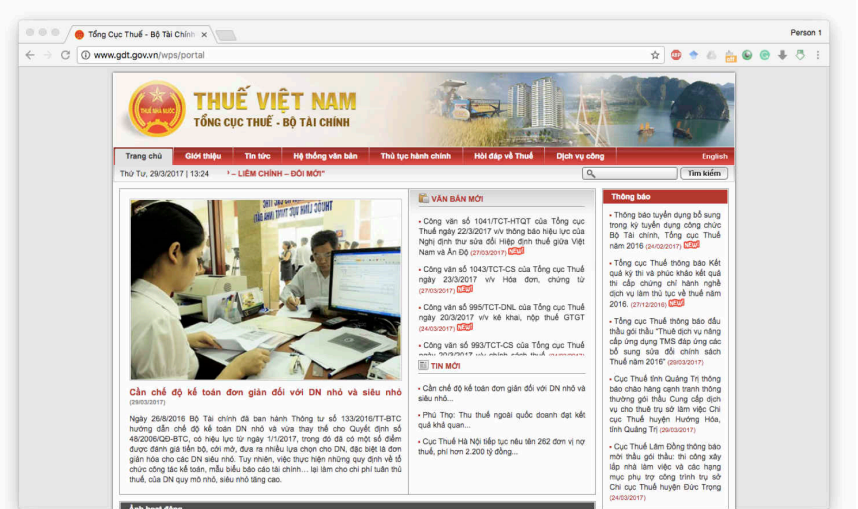 Tổng Cục Thuế - Bộ Tài Chính
Person 1
www.gdt.gov.vn/wps/portal
THUẾ NHÀ NƯỚC
THUẾ VIỆT NAM
TỔNG CỤC THUẾ - BỘ TÀI CHÍNH
Trang chủ Giới thiệu Tin tức Hệ thống văn bản Thủ tục hành chính Hỏi đáp về Thuế Dịch vụ công English
Thứ Tư, 29/3/2017 | 13:24 – LIÊM CHÍNH – ĐỔI MỚI" Tìm kiếm
Cần chế độ kế toán đơn giản đối với DN nhỏ và siêu nhỏ
(29/03/2017)
Ngày 26/8/2016 Bộ Tài chính đã ban hành Thông tư số 133/2016/TT-BTC
hướng dẫn chế độ kế toán DN nhỏ và vừa thay thế cho Quyết định số
48/2006/QĐ-BTC, có hiệu lực từ ngày 1/1/2017, trong đó đã có một số điểm
được đánh giá tiến bộ, cởi mở, đưa ra nhiều lựa chọn cho DN, đặc biệt là đơn
giản hóa cho các DN siêu nhỏ. Tuy nhiên, việc thực hiện những quy định về tổ
chức công tác kế toán, mẫu biểu báo cáo tài chính... lại làm cho chi phí tuân thủ
thuế, của DN quy mô nhỏ, siêu nhỏ tăng cao.
Ảnh hoạt động
VĂN BẢN MỚI
• Công văn số 1041/TCT-HTQT của Tổng cục
Thuế ngày 22/3/2017 v/v thông báo hiệu lực của
Nghị định thư sửa đổi Hiệp định thuế giữa Việt
Nam và Ấn Độ (27/03/2017) NEW!
• Công văn số 1043/TCT-CS của Tổng cục Thuế
ngày 23/3/2017 v/v Hóa đơn, chứng từ
(27/03/2017) NEW!
• Công văn số 995/TCT-DNL của Tổng cục Thuế
ngày 20/3/2017 v/v kê khai, nộp thuế GTGT
(24/03/2017) NEW!
• Công văn số 993/TCT-CS của Tổng cục Thuế
ngày 20/3/2017 v/v chính sách thuế (24/03/2017)
TIN MỚI
• Cần chế độ kế toán đơn giản đối với DN nhỏ và
siêu nhỏ...
• Phú Thọ: Thu thuế ngoài quốc doanh đạt kết
quả khả quan...
• Cục Thuế Hà Nội tiếp tục nêu tên 262 đơn vị nợ
thuế, phí hơn 2.200 tỷ đồng...
Thông báo
• Thông báo tuyển dụng bổ sung
trong kỳ tuyển dụng công chức
Bộ Tài chính, Tổng cục Thuế
năm 2016 (24/02/2017) NEW!
• Tổng cục Thuế thông báo Kết
quả kỳ thi và phúc khảo kết quả
thi cấp chứng chỉ hành nghề
dịch vụ làm thủ tục về thuế năm
2016. (27/12/2016) NEW!
• Tổng cục Thuế thông báo đấu
thầu gói thầu "Thuê dịch vụ nâng
cấp ứng dụng TMS đáp ứng các
bổ sung sửa đổi chính sách
Thuế năm 2016" (29/03/2017)
• Cục Thuế tỉnh Quảng Trị thông
báo chào hàng cạnh tranh thông
thường gói thầu Cung cấp dịch
vụ cho thuê trụ sở làm việc Chi
cục Thuế huyện Hướng Hóa,
tỉnh Quảng Trị (29/03/2017)
• Cục Thuế Lâm Đồng thông báo
mời thầu gói thầu: thi công xây
lắp nhà làm việc và các hạng
mục phụ trợ công trình trụ sở
Chi cục Thuế huyện Đức Trọng
(24/03/2017)